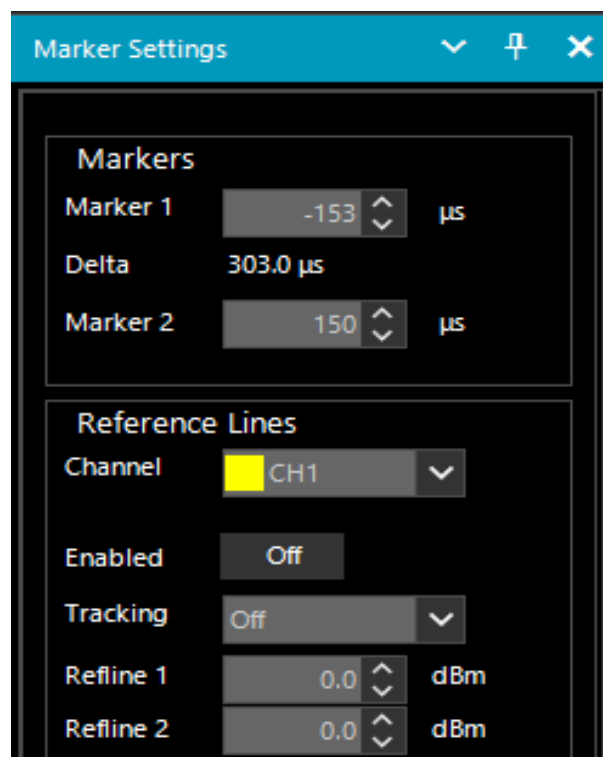 Marker Settings
Markers
Marker 1 -153 µs
Delta 303.0 µs
Marker 2 150 µs
Reference Lines
Channel CH1
Enabled Off
Tracking Off
Refline 1 0.0 dBm
Refline 2 0.0 dBm